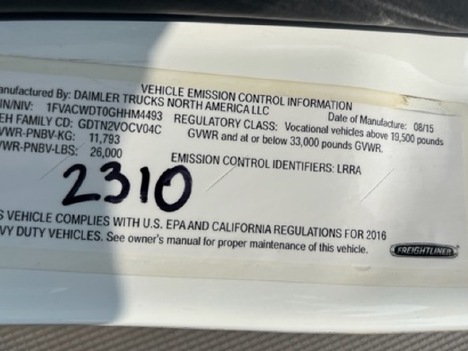 VEHICLE EMISSION CONTROL INFORMATION
anufactured By: DAIMLER TRUCKS NORTH AMERICA LLC
IN/NIV: 1FVACWDT0GHHM4493 Date of Manufacture: 08/15
EH FAMILY CD: GDTN2VOCV04C REGULATORY CLASS: Vocational vehicles above 19,500 pounds
VWR-PNBV-KG: 11,793 GVWR and at or below 33,000 pounds GVWR.
VWR-PNBV-LBS: 26,000 EMISSION CONTROL IDENTIFIERS: LRRA
2310
S VEHICLE COMPLIES WITH U.S. EPA AND CALIFORNIA REGULATIONS FOR 2016
VY DUTY VEHICLES. See owner's manual for proper maintenance of this vehicle.
FREIGHTLINER